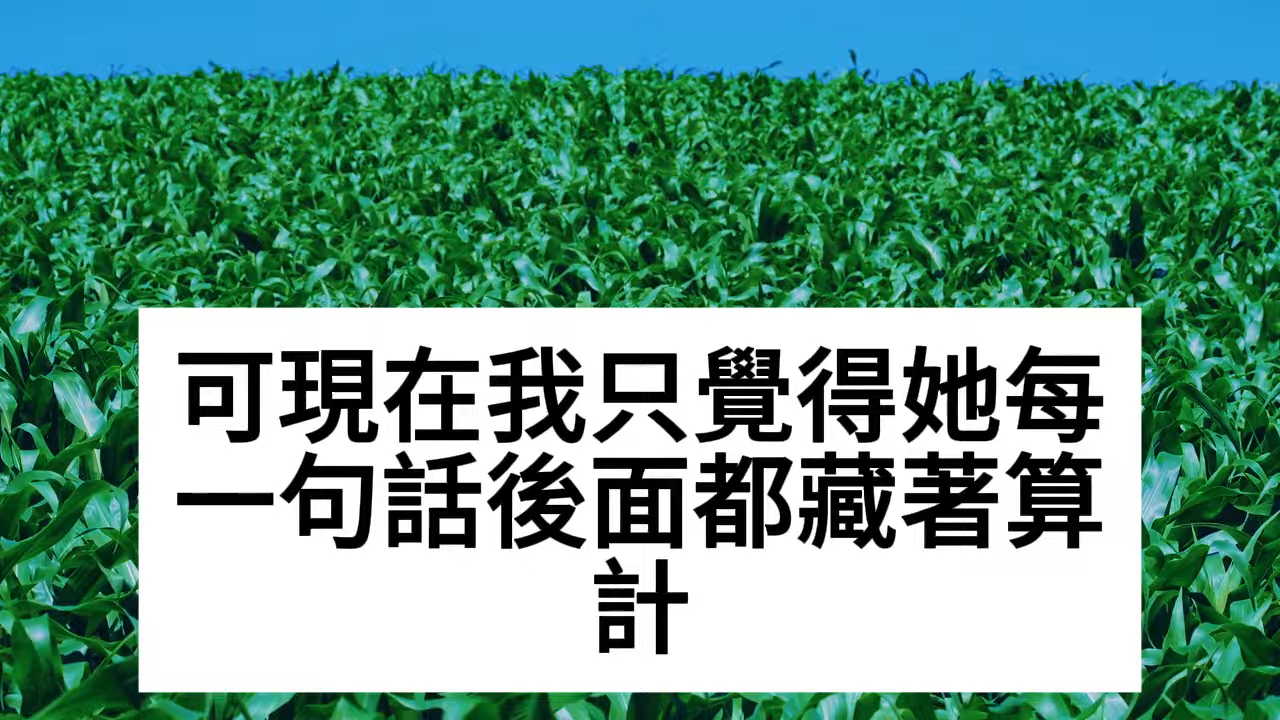 可現在我只覺得她每
一句話後面都藏著算
計